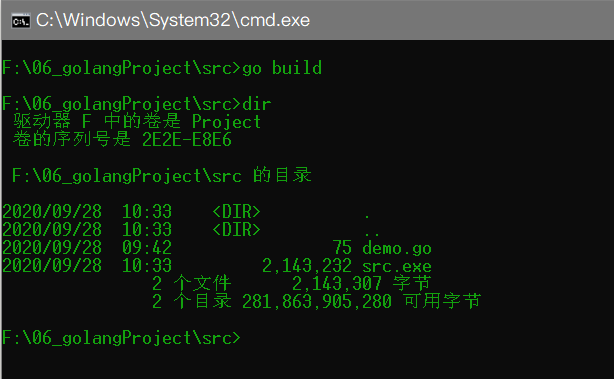 C:\Windows\System32\cmd.exe
F:\06_golangProject\src>go build
F:\06_golangProject\src>dir
驱动器 F 中的卷是 Project
卷的序列号是 2E2E-E8E6
F:\06_golangProject\src 的目录
2020/09/28  10:33    <DIR>          .
2020/09/28  10:33    <DIR>          ..
2020/09/28  09:42                75 demo.go
2020/09/28  10:33         2,143,232 src.exe
2 个文件      2,143,307 字节
2 个目录 281,863,905,280 可用字节
F:\06_golangProject\src>